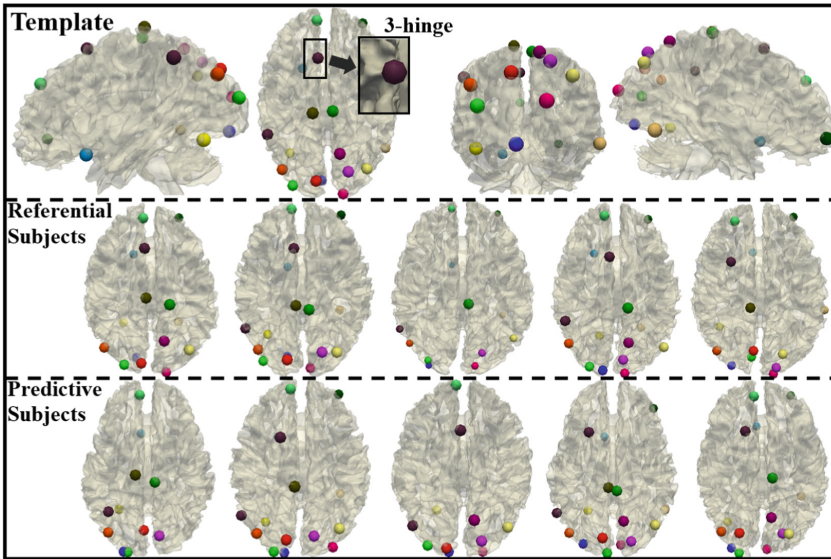 Template
3-hinge
Referential
Subjects
Predictive
Subjects